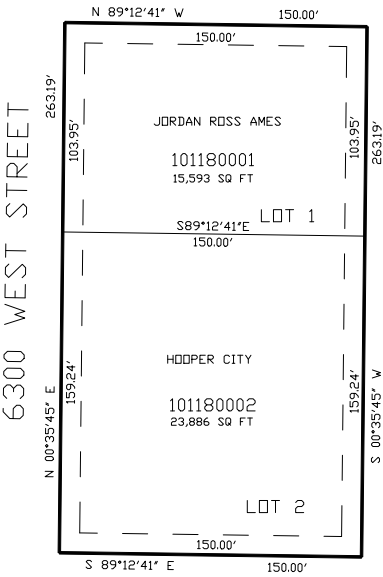 N 89°12'41" W 150.00'
150.00'
263.19'
103.95'
103.95'
263.19'
JORDAN ROSS AMES
101180001
15,593 SQ FT
LOT 1
S89°12'41"E
150.00'
6300 WEST STREET
HOOPER CITY
159.24'
159.24'
101180002
23,886 SQ FT
N 00°35'45" E
S 00°35'45" W
LOT 2
150.00'
S 89°12'41" E 150.00'